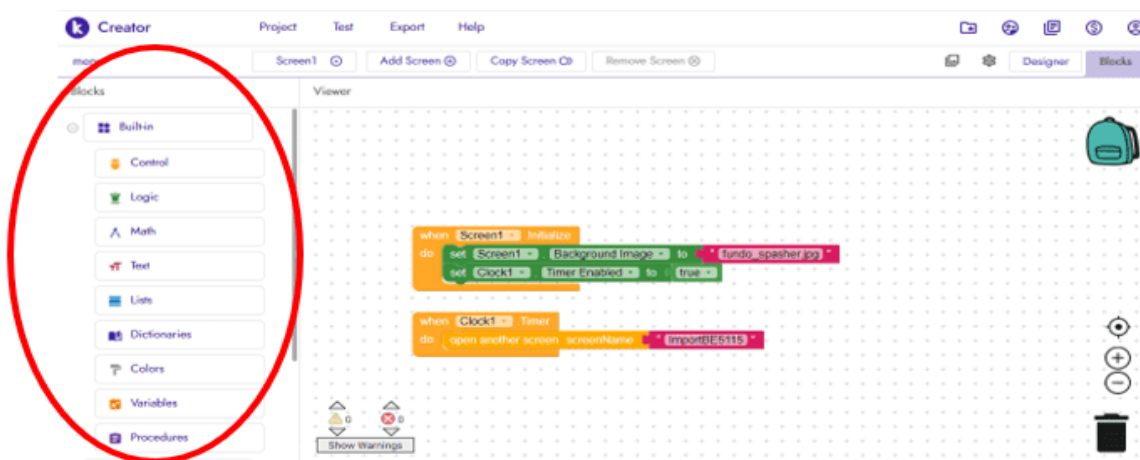 Creator Project Test Export Help
Screen1 Add Screen Copy Screen Remove Screen Designer Blocks
Blocks Viewer
Built-in
Control
Logic
Math
Text
Lists
Dictionaries
Colors
Variables
Procedures
when Screen1 .Initialize
do set Screen1 . Background Image to " fundo_spasher.jpg "
set Clock1 . Timer Enabled to true
when Clock1 .Timer
do open another screen screenName " ImportBE5115 "
0 0
Show Warnings